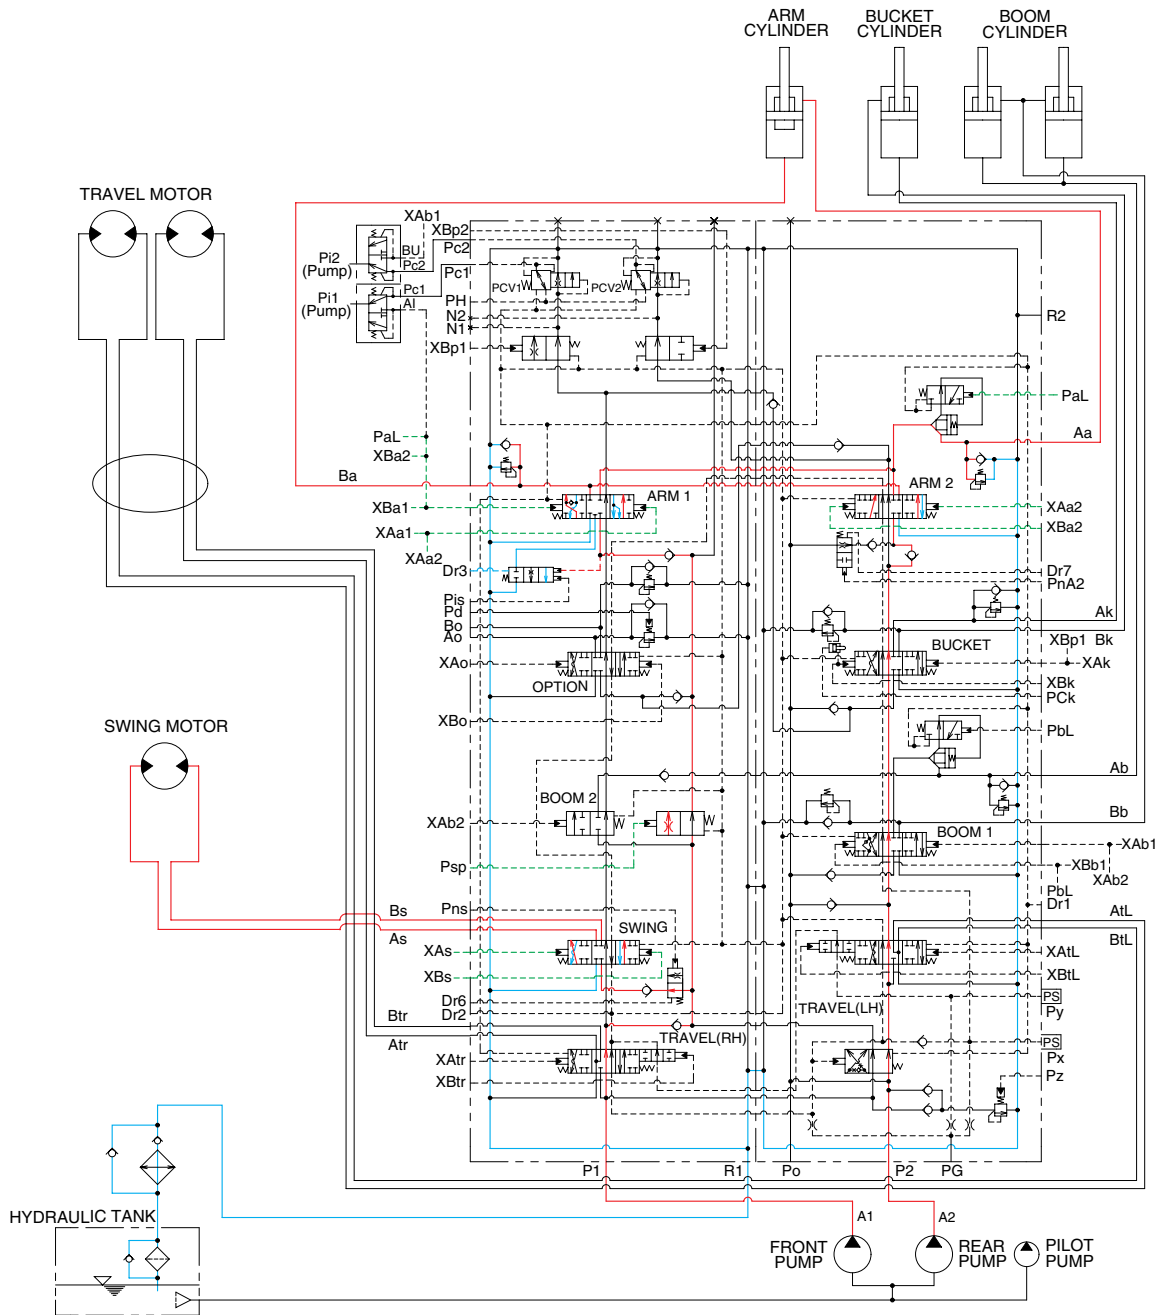 ARM
CYLINDER
BUCKET
CYLINDER
BOOM
CYLINDER
TRAVEL MOTOR
XAb1
XBp2
Pc2
Pi2
(Pump)
BU
Pc2
Pc1
Pc1
Pi1
(Pump)
AI
PCV1
PCV2
PH
N2
N1
XBp1
R2
PaL
Aa
PaL
XBa2
Ba
ARM 1
ARM 2
XBa1
XAa1
XAa2
XAa2
XBa2
Dr3
Dr7
PnA2
Pis
Pd
Bo
Ao
Ak
XBp1
Bk
BUCKET
XAo
XAk
OPTION
XBk
PCk
XBo
PbL
SWING MOTOR
Ab
BOOM 2
Bb
XAb2
BOOM 1
XAb1
XBb1
XAb2
Psp
PbL
Dr1
Pns
Bs
AtL
As
SWING
BtL
XAs
XAtL
XBs
XBtL
Dr6
Dr2
TRAVEL(LH)
PS
Py
Btr
Atr
TRAVEL(RH)
PS
Px
XAtr
XBtr
Pz
P1
R1
Po
P2
PG
HYDRAULIC TANK
A1
A2
FRONT
PUMP
REAR
PUMP
PILOT
PUMP